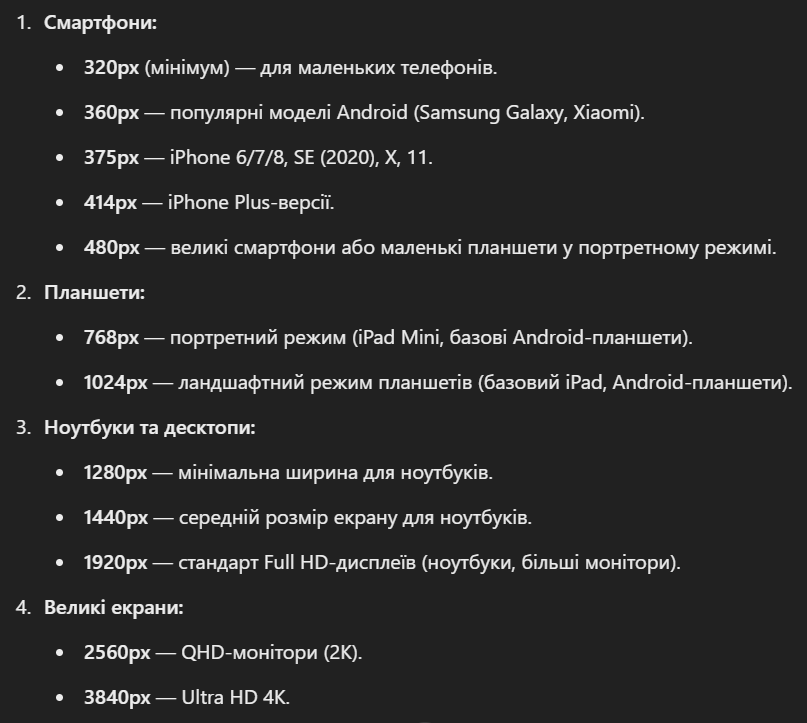 1. Смартфони:
• 320px (мінімум) — для маленьких телефонів.
• 360px — популярні моделі Android (Samsung Galaxy, Xiaomi).
• 375px — iPhone 6/7/8, SE (2020), X, 11.
• 414px — iPhone Plus-версії.
• 480px — великі смартфони або маленькі планшети у портретному режимі.
2. Планшети:
• 768px — портретний режим (iPad Mini, базові Android-планшети).
• 1024px — ландшафтний режим планшетів (базовий iPad, Android-планшети).
3. Ноутбуки та десктопи:
• 1280px — мінімальна ширина для ноутбуків.
• 1440px — середній розмір екрану для ноутбуків.
• 1920px — стандарт Full HD-дисплеїв (ноутбуки, більші монітори).
4. Великі екрани:
• 2560px — QHD-монітори (2K).
• 3840px — Ultra HD 4K.